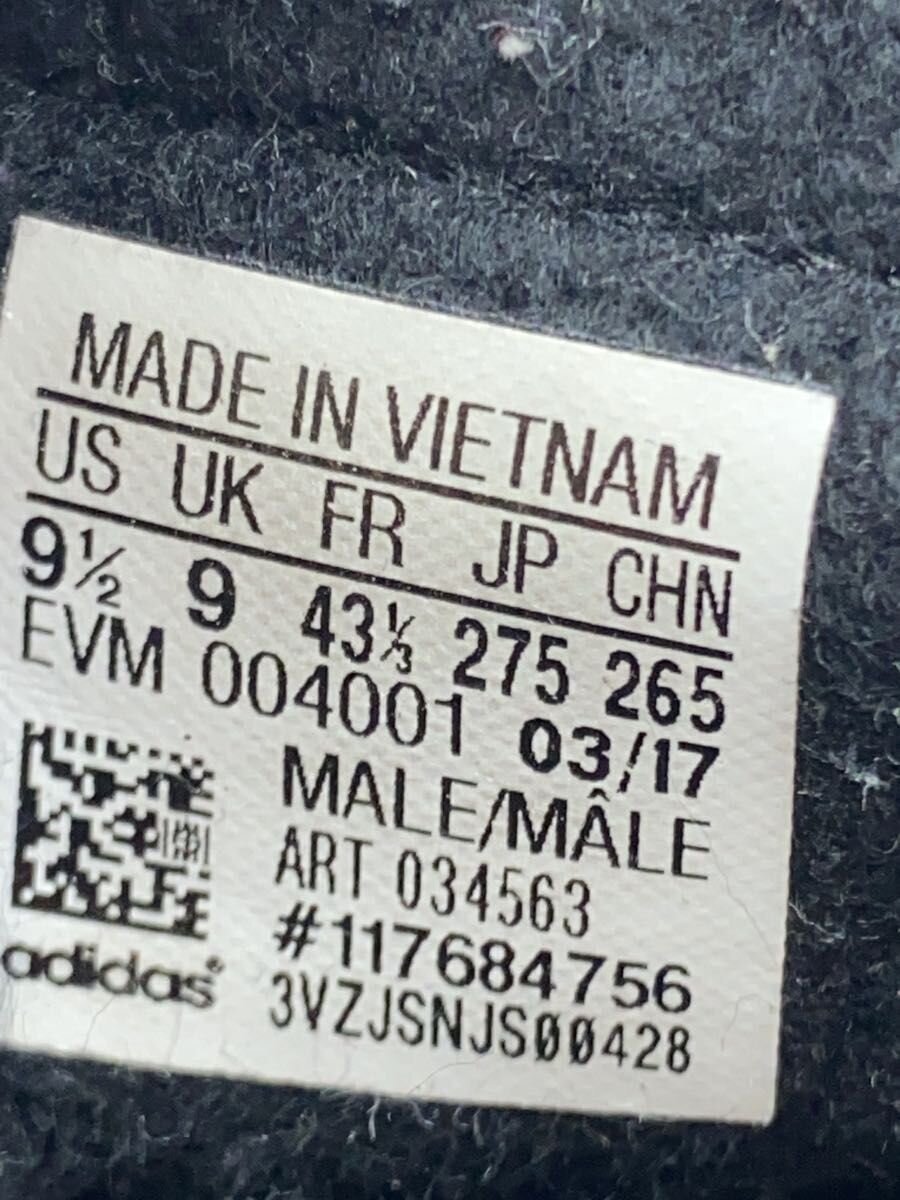 MADE IN VIETNAM
US UK FR JP CHN
9½ 9 43⅓ 275 265
EVM 004001 03/17
MALE/MÂLE
ART 034563
#117684756
adidas®
3VZJSNJS00428